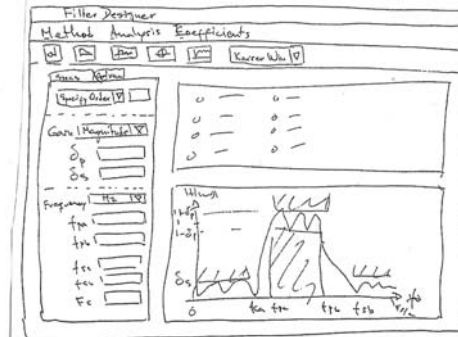 Filter Designer
Method Analysis Coefficients
Kaiser Win
Specify Order
Gain Magnitude
δp
δs
Frequency Hz
fpa
fpb
fsa
fsb
Fs
1+δp
1-δp
δs
0 fsa fpa fpb fsb